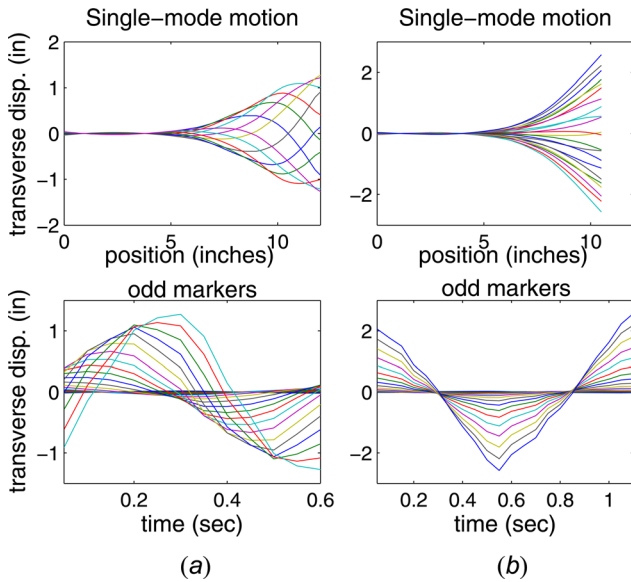 Single-mode motion
transverse disp. (in)
2
1
0
-1
-2
0
5
10
position (inches)
Single-mode motion
2
0
-2
0
5
10
position (inches)
odd markers
transverse disp. (in)
1
0
-1
0.2
0.4
0.6
time (sec)
odd markers
2
0
-2
0.2
0.4
0.6
0.8
1
time (sec)
(a)
(b)